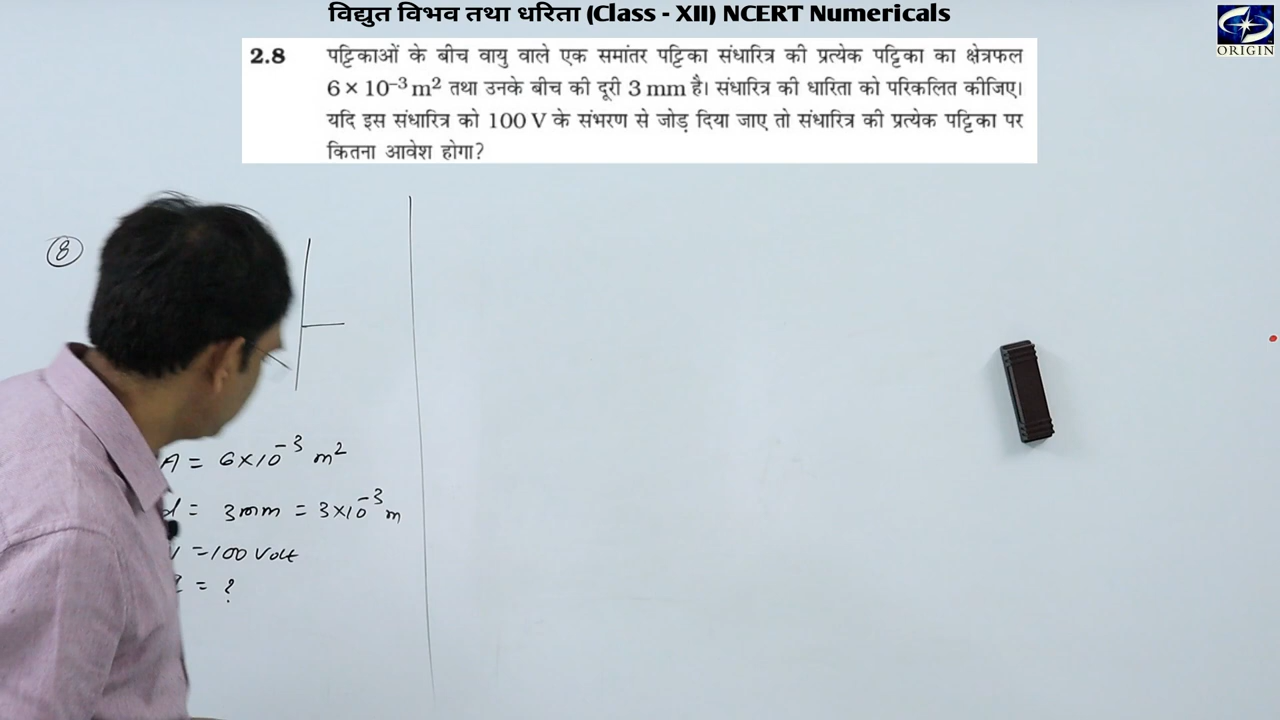 विद्युत विभव तथा धरिता (Class - XII) NCERT Numericals
ORIGIN
2.8 पट्टिकाओं के बीच वायु वाले एक समांतर पट्टिका संधारित्र की प्रत्येक पट्टिका का क्षेत्रफल
6 × 10⁻³ m² तथा उनके बीच की दूरी 3 mm है। संधारित्र की धारिता को परिकलित कीजिए।
यदि इस संधारित्र को 100 V के संभरण से जोड़ दिया जाए तो संधारित्र की प्रत्येक पट्टिका पर
कितना आवेश होगा?
8
A = 6×10⁻³ m²
d = 3mm = 3×10⁻³ m
=100 Volt
= ?